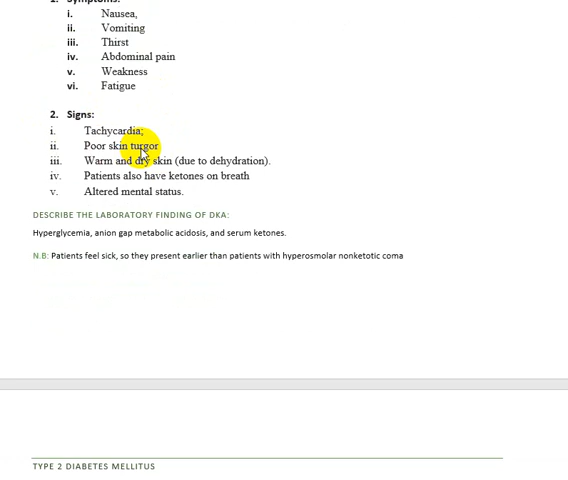 1. Symptoms:
i. Nausea,
ii. Vomiting
iii. Thirst
iv. Abdominal pain
v. Weakness
vi. Fatigue
2. Signs:
i. Tachycardia;
ii. Poor skin turgor
iii. Warm and dry skin (due to dehydration).
iv. Patients also have ketones on breath
v. Altered mental status.
DESCRIBE THE LABORATORY FINDING OF DKA:
Hyperglycemia, anion gap metabolic acidosis, and serum ketones.
N.B: Patients feel sick, so they present earlier than patients with hyperosmolar nonketotic coma
TYPE 2 DIABETES MELLITUS